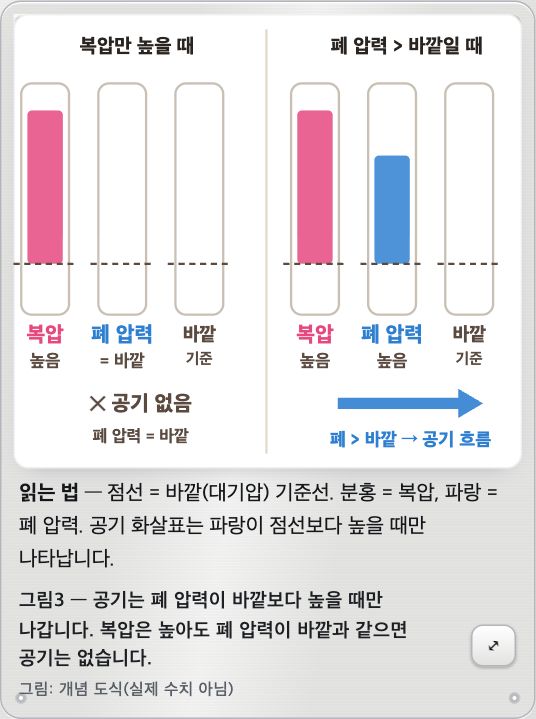 복압만 높을 때
복압
높음
폐 압력
= 바깥
바깥
기준
× 공기 없음
폐 압력 = 바깥
폐 압력 > 바깥일 때
복압
높음
폐 압력
높음
바깥
기준
폐 > 바깥 → 공기 흐름
읽는 법 — 점선 = 바깥(대기압) 기준선. 분홍 = 복압, 파랑 =
폐 압력. 공기 화살표는 파랑이 점선보다 높을 때만
나타납니다.
그림3 — 공기는 폐 압력이 바깥보다 높을 때만
나갑니다. 복압은 높아도 폐 압력이 바깥과 같으면
공기는 없습니다.
그림: 개념 도식(실제 수치 아님)